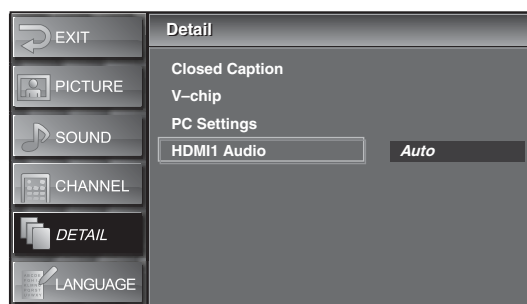 EXIT
PICTURE
SOUND
CHANNEL
DETAIL
LANGUAGE
Detail
Closed Caption
V–chip
PC Settings
HDMI1 Audio Auto